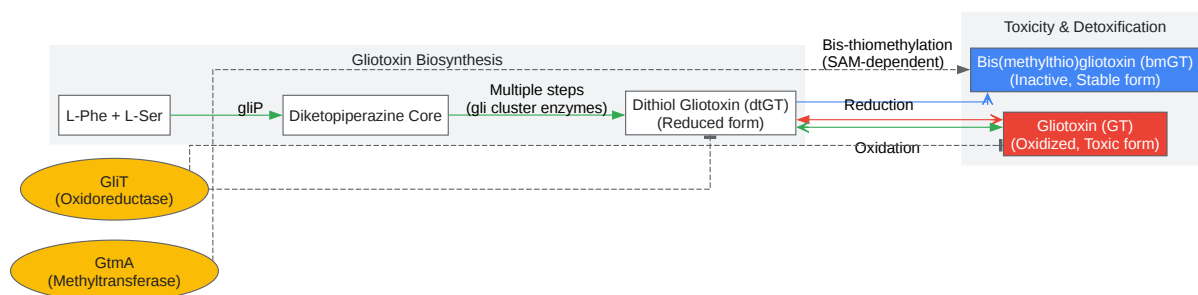 Toxicity & Detoxification
Gliotoxin Biosynthesis
Bis-thiomethylation
(SAM-dependent)
Bis(methylthio)gliotoxin (bmGT)
(Inactive, Stable form)
L-Phe + L-Ser
gliP
Diketopiperazine Core
Multiple steps
(gli cluster enzymes)
Dithiol Gliotoxin (dtGT)
(Reduced form)
Reduction
Gliotoxin (GT)
(Oxidized, Toxic form)
Oxidation
GliT
(Oxidoreductase)
GtmA
(Methyltransferase)